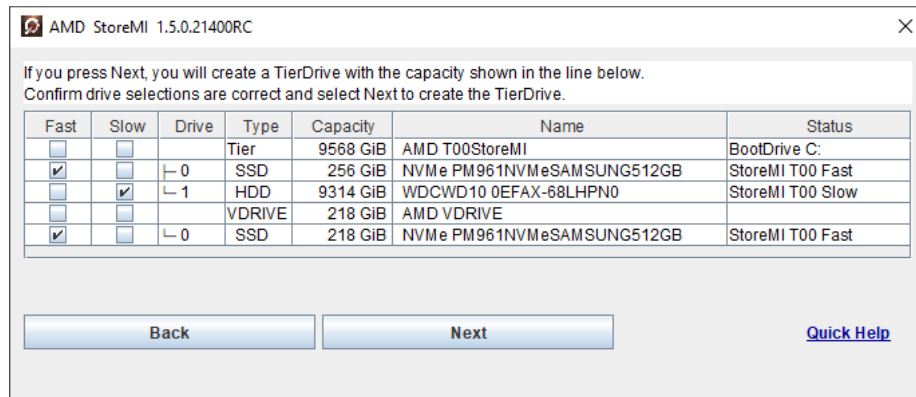 AMD StoreMI 1.5.0.21400RC
If you press Next, you will create a TierDrive with the capacity shown in the line below.
Confirm drive selections are correct and select Next to create the TierDrive.
Fast Slow Drive Type Capacity Name Status
Tier 9568 GiB AMD T00StoreMI BootDrive C:
0 SSD 256 GiB NVMe PM961NVMeSAMSUNG512GB StoreMI T00 Fast
1 HDD 9314 GiB WDCWD10 0EFAX-68LHPN0 StoreMI T00 Slow
VDRIVE 218 GiB AMD VDRIVE
0 SSD 218 GiB NVMe PM961NVMeSAMSUNG512GB StoreMI T00 Fast
Back Next Quick Help